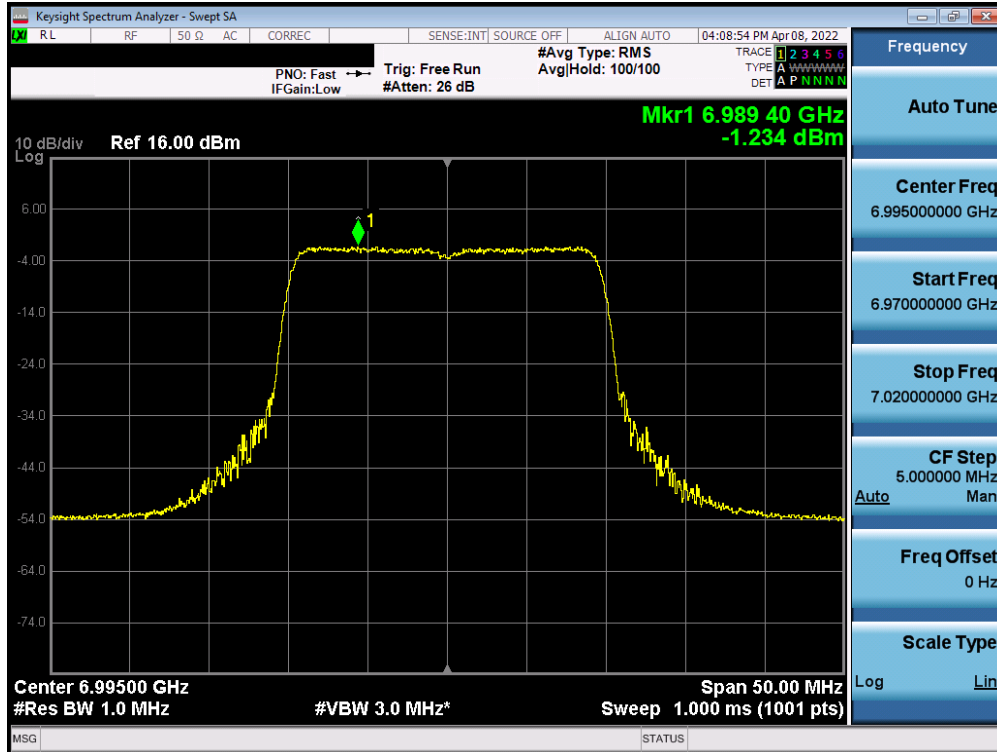 Keysight Spectrum Analyzer - Swept SA
LXI RL RF 50 Ω AC CORREC SENSE:INT SOURCE OFF ALIGN AUTO 04:08:54 PM Apr 08, 2022
PNO: Fast
IFGain:Low
Trig: Free Run
#Atten: 26 dB
#Avg Type: RMS
Avg|Hold: 100/100
TRACE 1 2 3 4 5 6
TYPE A WWWWW
DET A P N N N N
Mkr1 6.989 40 GHz
-1.234 dBm
10 dB/div Ref 16.00 dBm
Log
1
6.00
-4.00
-14.0
-24.0
-34.0
-44.0
-54.0
-64.0
-74.0
Center 6.99500 GHz Span 50.00 MHz
#Res BW 1.0 MHz #VBW 3.0 MHz* Sweep 1.000 ms (1001 pts)
MSG STATUS
Frequency
Auto Tune
Center Freq
6.995000000 GHz
Start Freq
6.970000000 GHz
Stop Freq
7.020000000 GHz
CF Step
5.000000 MHz
Auto Man
Freq Offset
0 Hz
Scale Type
Log Lin